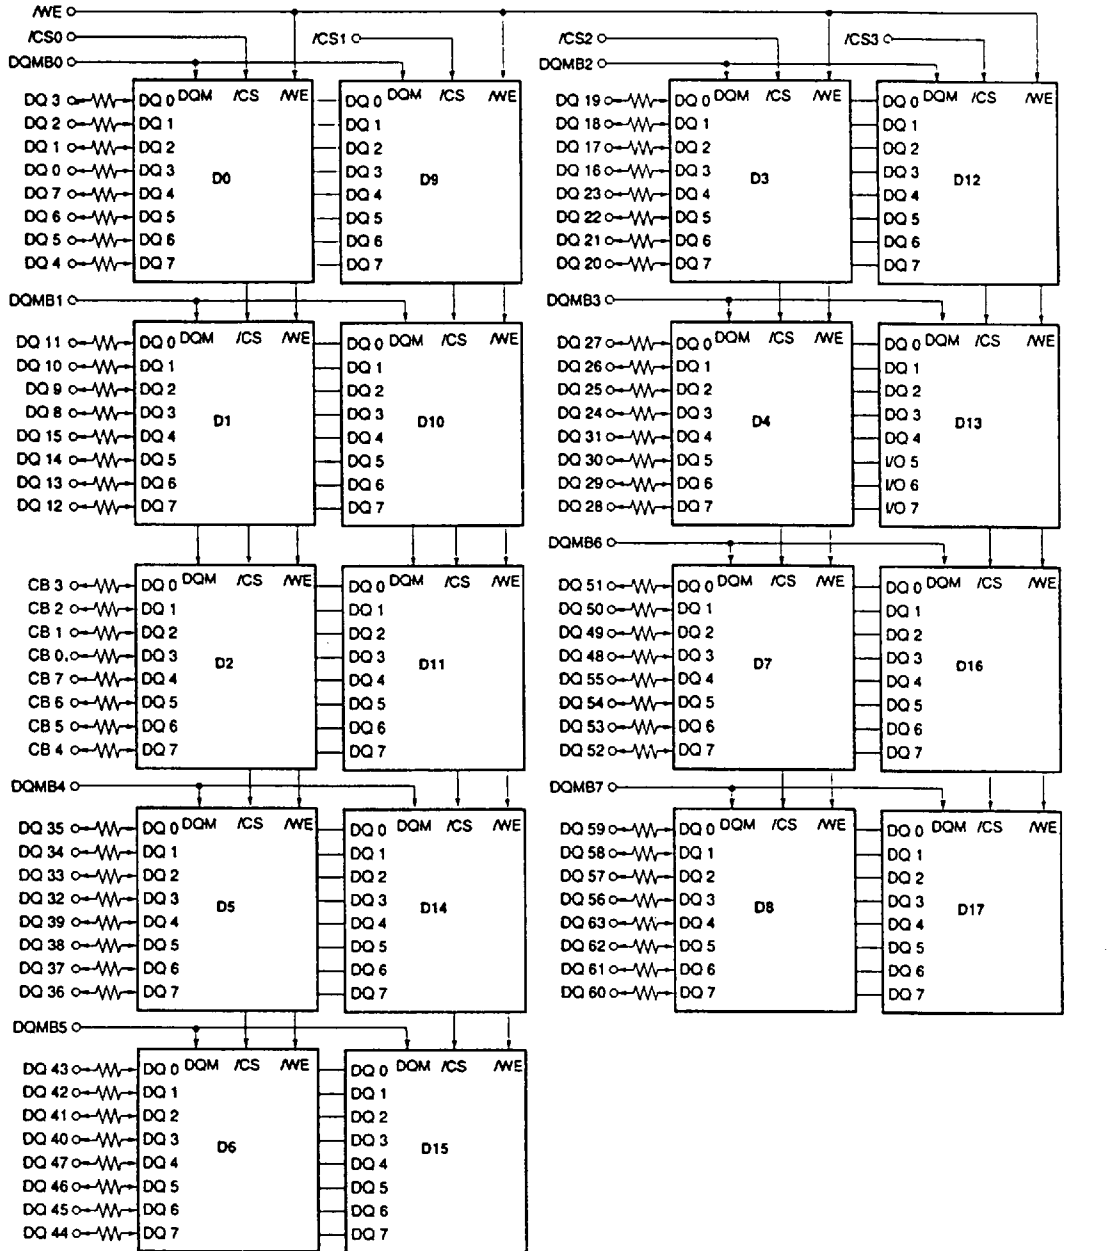 /WE
/CS0
/CS1
/CS2
/CS3
DQMB0
DQMB2
DQM /CS /WE
DQM /CS /WE
DQM /CS /WE
DQM /CS /WE
DQ 3 DQ 0 DQ 0 DQ 19 DQ 0 DQ 0
DQ 2 DQ 1 DQ 1 DQ 18 DQ 1 DQ 1
DQ 1 DQ 2 DQ 2 DQ 17 DQ 2 DQ 2
DQ 0 DQ 3 DQ 3 DQ 16 DQ 3 DQ 3
D0 D9 D3 D12
DQ 7 DQ 4 DQ 4 DQ 23 DQ 4 DQ 4
DQ 6 DQ 5 DQ 5 DQ 22 DQ 5 DQ 5
DQ 5 DQ 6 DQ 6 DQ 21 DQ 6 DQ 6
DQ 4 DQ 7 DQ 7 DQ 20 DQ 7 DQ 7
DQMB1
DQMB3
DQM /CS /WE
DQM /CS /WE
DQM /CS /WE
DQM /CS /WE
DQ 11 DQ 0 DQ 0 DQ 27 DQ 0 DQ 0
DQ 10 DQ 1 DQ 1 DQ 26 DQ 1 DQ 1
DQ 9 DQ 2 DQ 2 DQ 25 DQ 2 DQ 2
DQ 8 DQ 3 DQ 3 DQ 24 DQ 3 DQ 3
D1 D10 D4 D13
DQ 15 DQ 4 DQ 4 DQ 31 DQ 4 DQ 4
DQ 14 DQ 5 DQ 5 DQ 30 DQ 5 I/O 5
DQ 13 DQ 6 DQ 6 DQ 29 DQ 6 I/O 6
DQ 12 DQ 7 DQ 7 DQ 28 DQ 7 I/O 7
DQMB6
DQM /CS /WE
DQM /CS /WE
DQM /CS /WE
DQM /CS /WE
CB 3 DQ 0 DQ 0 DQ 51 DQ 0 DQ 0
CB 2 DQ 1 DQ 1 DQ 50 DQ 1 DQ 1
CB 1 DQ 2 DQ 2 DQ 49 DQ 2 DQ 2
CB 0 DQ 3 DQ 3 DQ 48 DQ 3 DQ 3
D2 D11 D7 D16
CB 7 DQ 4 DQ 4 DQ 55 DQ 4 DQ 4
CB 6 DQ 5 DQ 5 DQ 54 DQ 5 DQ 5
CB 5 DQ 6 DQ 6 DQ 53 DQ 6 DQ 6
CB 4 DQ 7 DQ 7 DQ 52 DQ 7 DQ 7
DQMB4
DQMB7
DQM /CS /WE
DQM /CS /WE
DQM /CS /WE
DQM /CS /WE
DQ 35 DQ 0 DQ 0 DQ 59 DQ 0 DQ 0
DQ 34 DQ 1 DQ 1 DQ 58 DQ 1 DQ 1
DQ 33 DQ 2 DQ 2 DQ 57 DQ 2 DQ 2
DQ 32 DQ 3 DQ 3 DQ 56 DQ 3 DQ 3
D5 D14 D8 D17
DQ 39 DQ 4 DQ 4 DQ 63 DQ 4 DQ 4
DQ 38 DQ 5 DQ 5 DQ 62 DQ 5 DQ 5
DQ 37 DQ 6 DQ 6 DQ 61 DQ 6 DQ 6
DQ 36 DQ 7 DQ 7 DQ 60 DQ 7 DQ 7
DQMB5
DQM /CS /WE
DQM /CS /WE
DQ 43 DQ 0 DQ 0
DQ 42 DQ 1 DQ 1
DQ 41 DQ 2 DQ 2
DQ 40 DQ 3 DQ 3
D6 D15
DQ 47 DQ 4 DQ 4
DQ 46 DQ 5 DQ 5
DQ 45 DQ 6 DQ 6
DQ 44 DQ 7 DQ 7